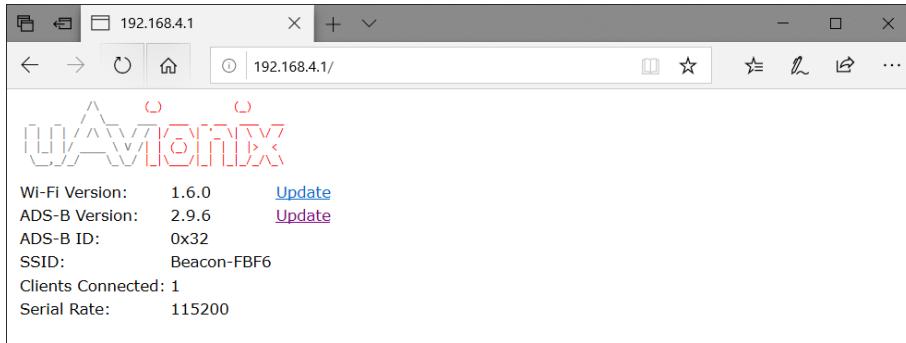 192.168.4.1
192.168.4.1/
uAvionix
Wi-Fi Version: 1.6.0 Update
ADS-B Version: 2.9.6 Update
ADS-B ID: 0x32
SSID: Beacon-FBF6
Clients Connected: 1
Serial Rate: 115200